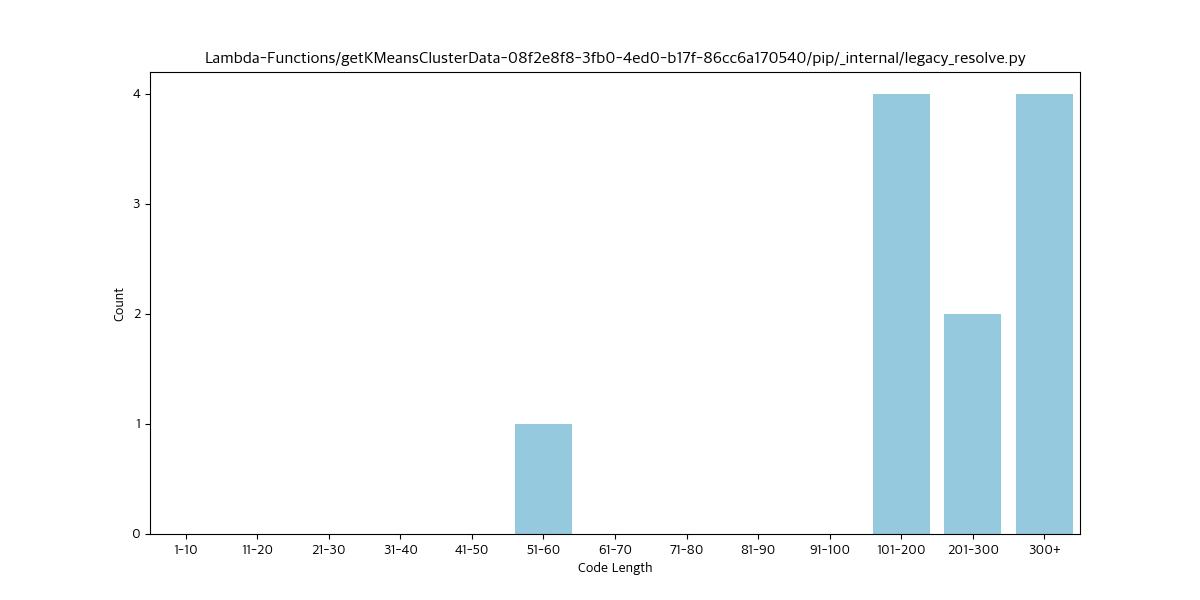 Lambda-Functions/getKMeansClusterData-08f2e8f8-3fb0-4ed0-b17f-86cc6a170540/pip/_internal/legacy_resolve.py
4
3
2
1
0
Count
1-10 11-20 21-30 31-40 41-50 51-60 61-70 71-80 81-90 91-100 101-200 201-300 300+
Code Length